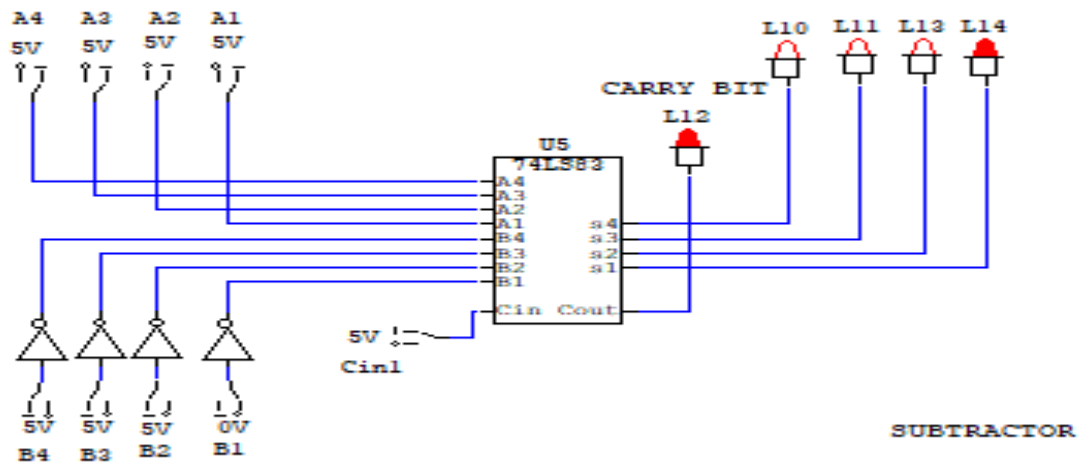 A4 A3 A2 A1
5V 5V 5V 5V
L10 L11 L13 L14
CARRY BIT
L12
U5
74LS83
A4
A3
A2
A1 s4
B4 s3
B3 s2
B2 s1
B1
Cin Cout
5V
Cin1
5V 5V 5V 0V
B4 B3 B2 B1
SUBTRACTOR